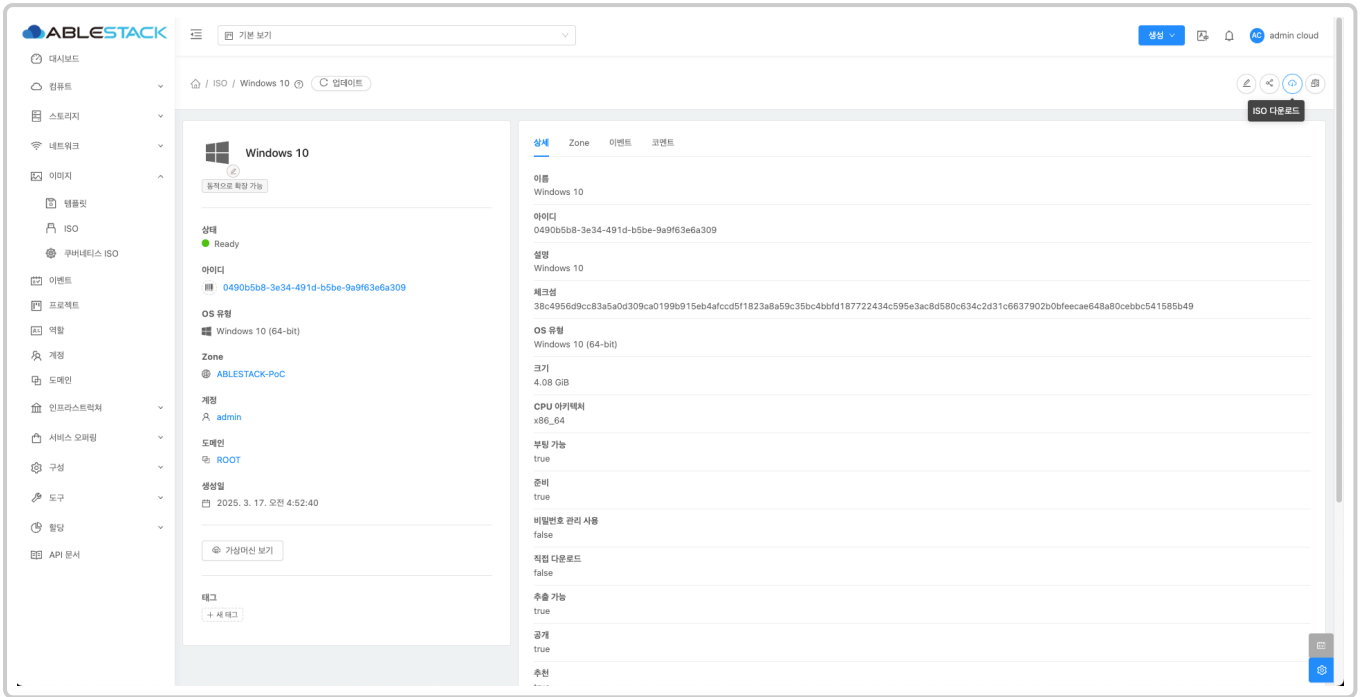 ABLESTACK
기본 보기
생성
AC
admin cloud
대시보드
컴퓨트
스토리지
네트워크
이미지
템플릿
ISO
쿠버네티스 ISO
이벤트
프로젝트
역할
계정
도메인
인프라스트럭쳐
서비스 오퍼링
구성
도구
할당
API 문서
/ ISO / Windows 10
업데이트
ISO 다운로드
Windows 10
동적으로 확장 가능
상태
Ready
아이디
0490b5b8-3e34-491d-b5be-9a9f63e6a309
OS 유형
Windows 10 (64-bit)
Zone
ABLESTACK-PoC
계정
admin
도메인
ROOT
생성일
2025. 3. 17. 오전 4:52:40
가상머신 보기
태그
+ 새 태그
상세 Zone 이벤트 코멘트
이름
Windows 10
아이디
0490b5b8-3e34-491d-b5be-9a9f63e6a309
설명
Windows 10
체크섬
38c4956d9cc83a5a0d309ca0199b915eb4afccd5f1823a8a59c35bc4bbfd187722434c595e3ac8d580c634c2d31c6637902b0bfeecae648a80cebbc541585b49
OS 유형
Windows 10 (64-bit)
크기
4.08 GiB
CPU 아키텍처
x86_64
부팅 가능
true
준비
true
비밀번호 관리 사용
false
직접 다운로드
false
추출 가능
true
공개
true
추천